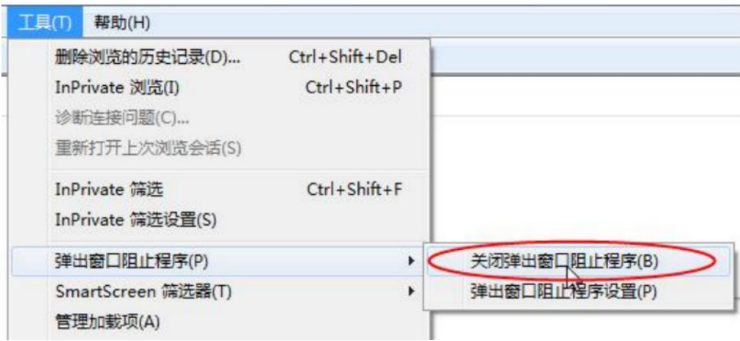 工具(T) 帮助(H)
删除浏览的历史记录(D)... Ctrl+Shift+Del
InPrivate 浏览(I) Ctrl+Shift+P
诊断连接问题(C)...
重新打开上次浏览会话(S)
InPrivate 筛选 Ctrl+Shift+F
InPrivate 筛选设置(S)
弹出窗口阻止程序(P) 关闭弹出窗口阻止程序(B)
SmartScreen 筛选器(T) 弹出窗口阻止程序设置(P)
管理加载项(A)